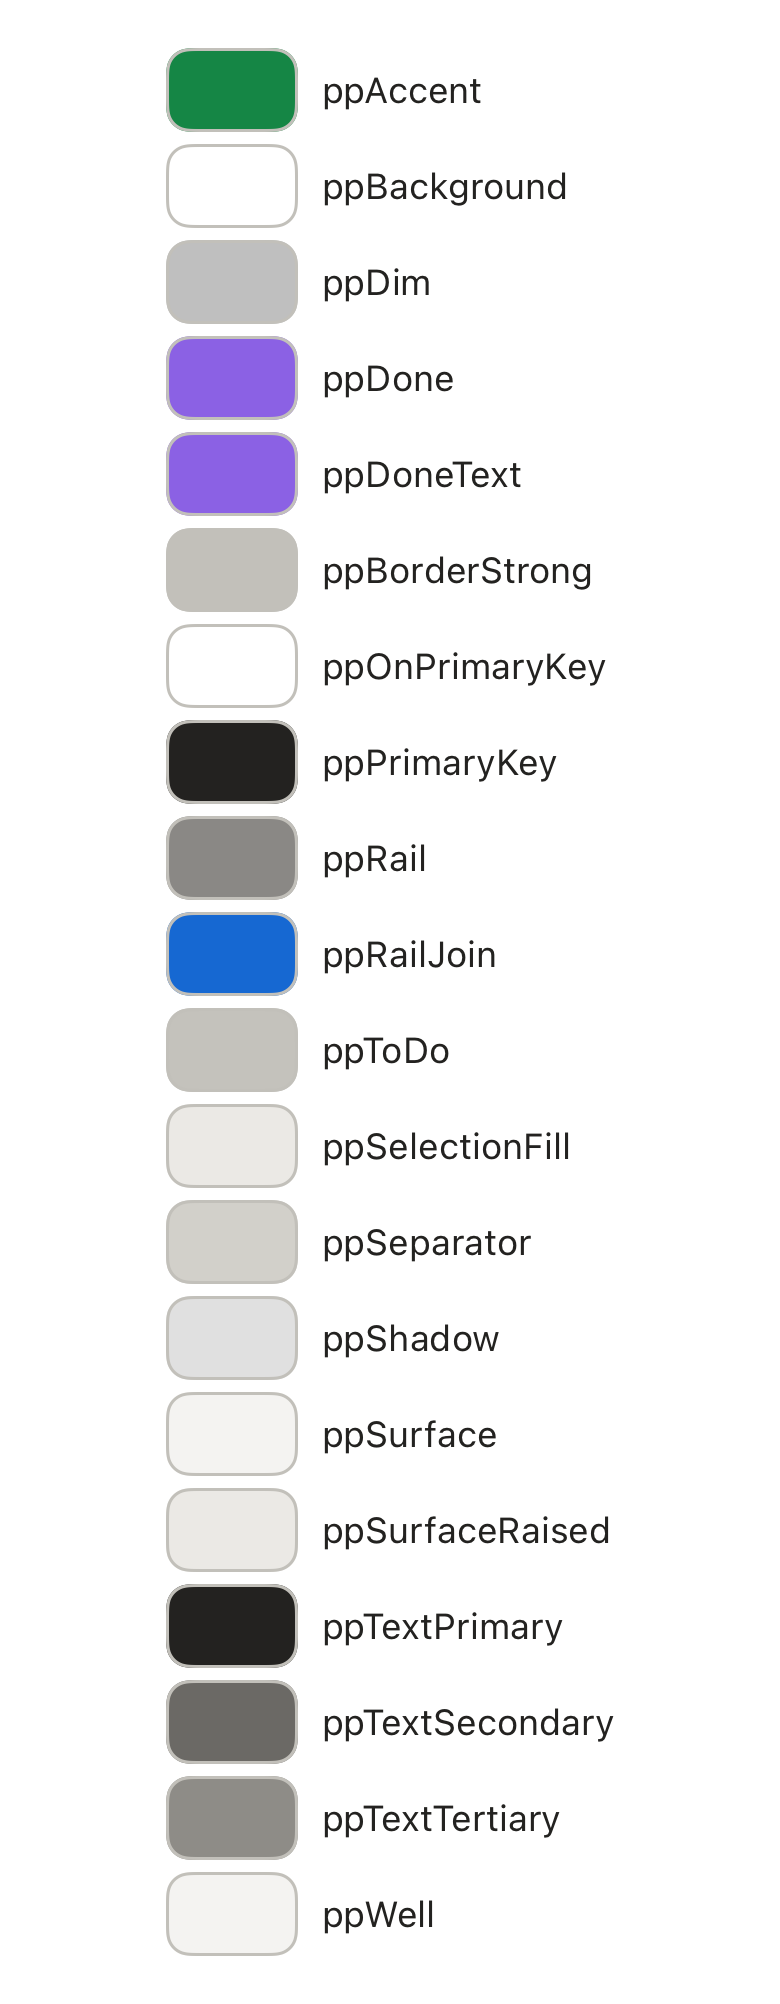 ppAccent
ppBackground
ppDim
ppDone
ppDoneText
ppBorderStrong
ppOnPrimaryKey
ppPrimaryKey
ppRail
ppRailJoin
ppToDo
ppSelectionFill
ppSeparator
ppShadow
ppSurface
ppSurfaceRaised
ppTextPrimary
ppTextSecondary
ppTextTertiary
ppWell